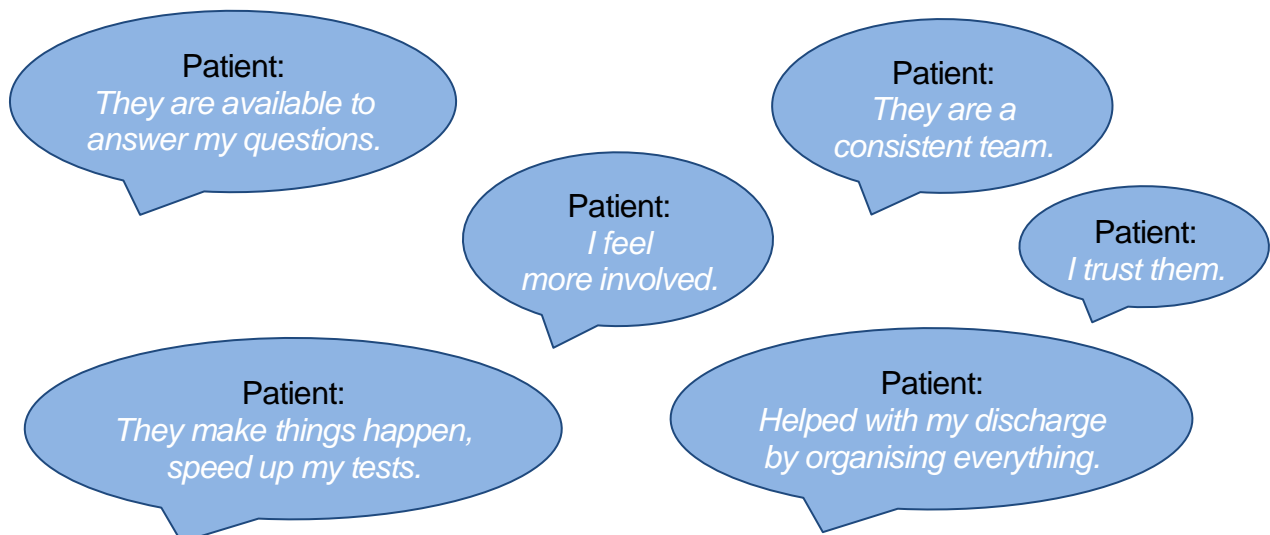 Patient:
They are available to
answer my questions.
Patient:
They are a
consistent team.
Patient:
I feel
more involved.
Patient:
I trust them.
Patient:
They make things happen,
speed up my tests.
Patient:
Helped with my discharge
by organising everything.